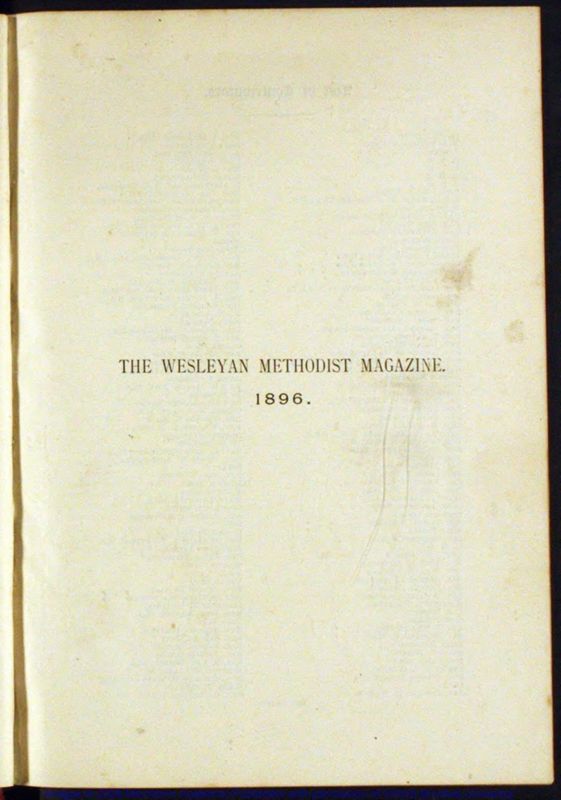 THE WESLEYAN METHODIST MAGAZINE.
1896.